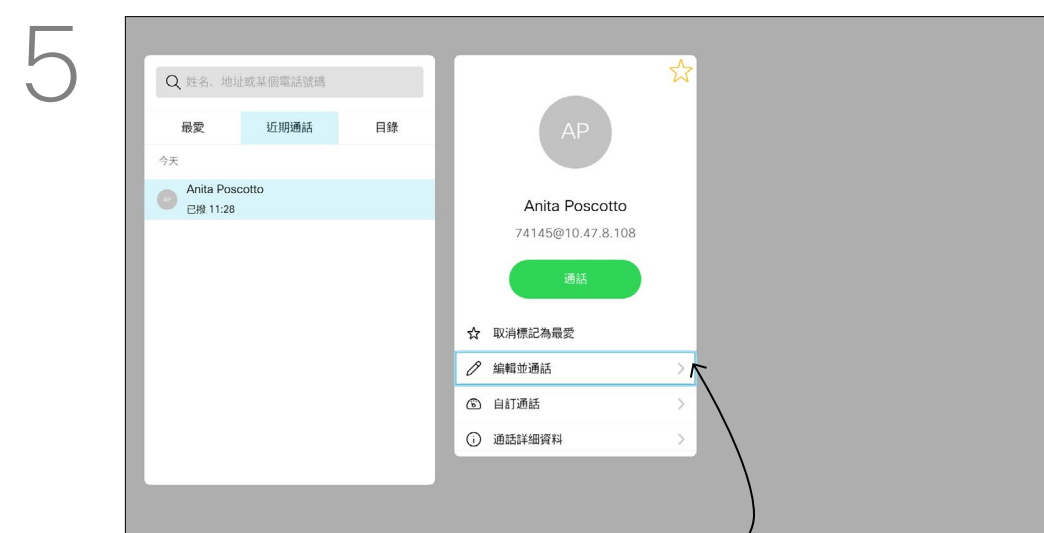 5
姓名、地址或某個電話號碼
最愛 近期通話 目錄
今天
Anita Poscotto
已撥 11:28
AP
Anita Poscotto
74145@10.47.8.108
通話
取消標記為最愛
編輯並通話
自訂通話
通話詳細資料